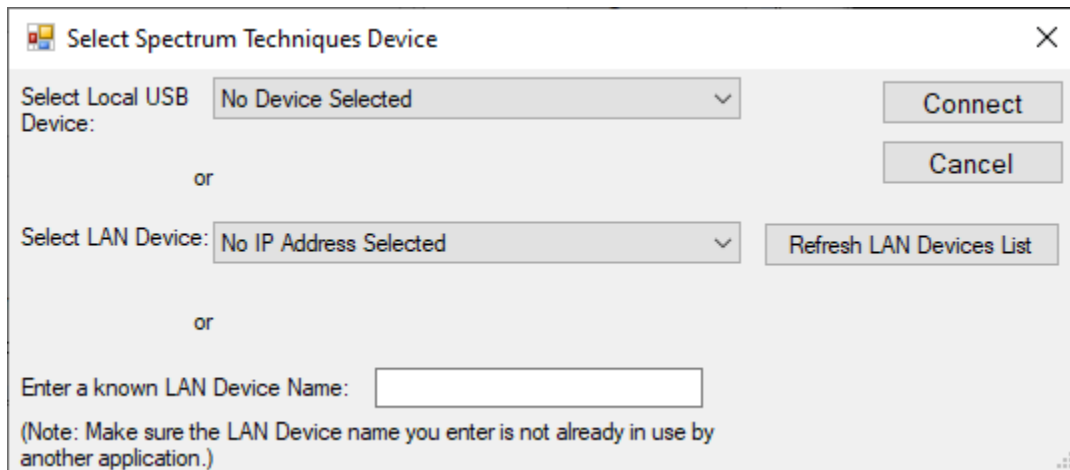 Select Spectrum Techniques Device
Select Local USB
Device:
No Device Selected
Connect
Cancel
or
Select LAN Device:
No IP Address Selected
Refresh LAN Devices List
or
Enter a known LAN Device Name:
(Note: Make sure the LAN Device name you enter is not already in use by
another application.)